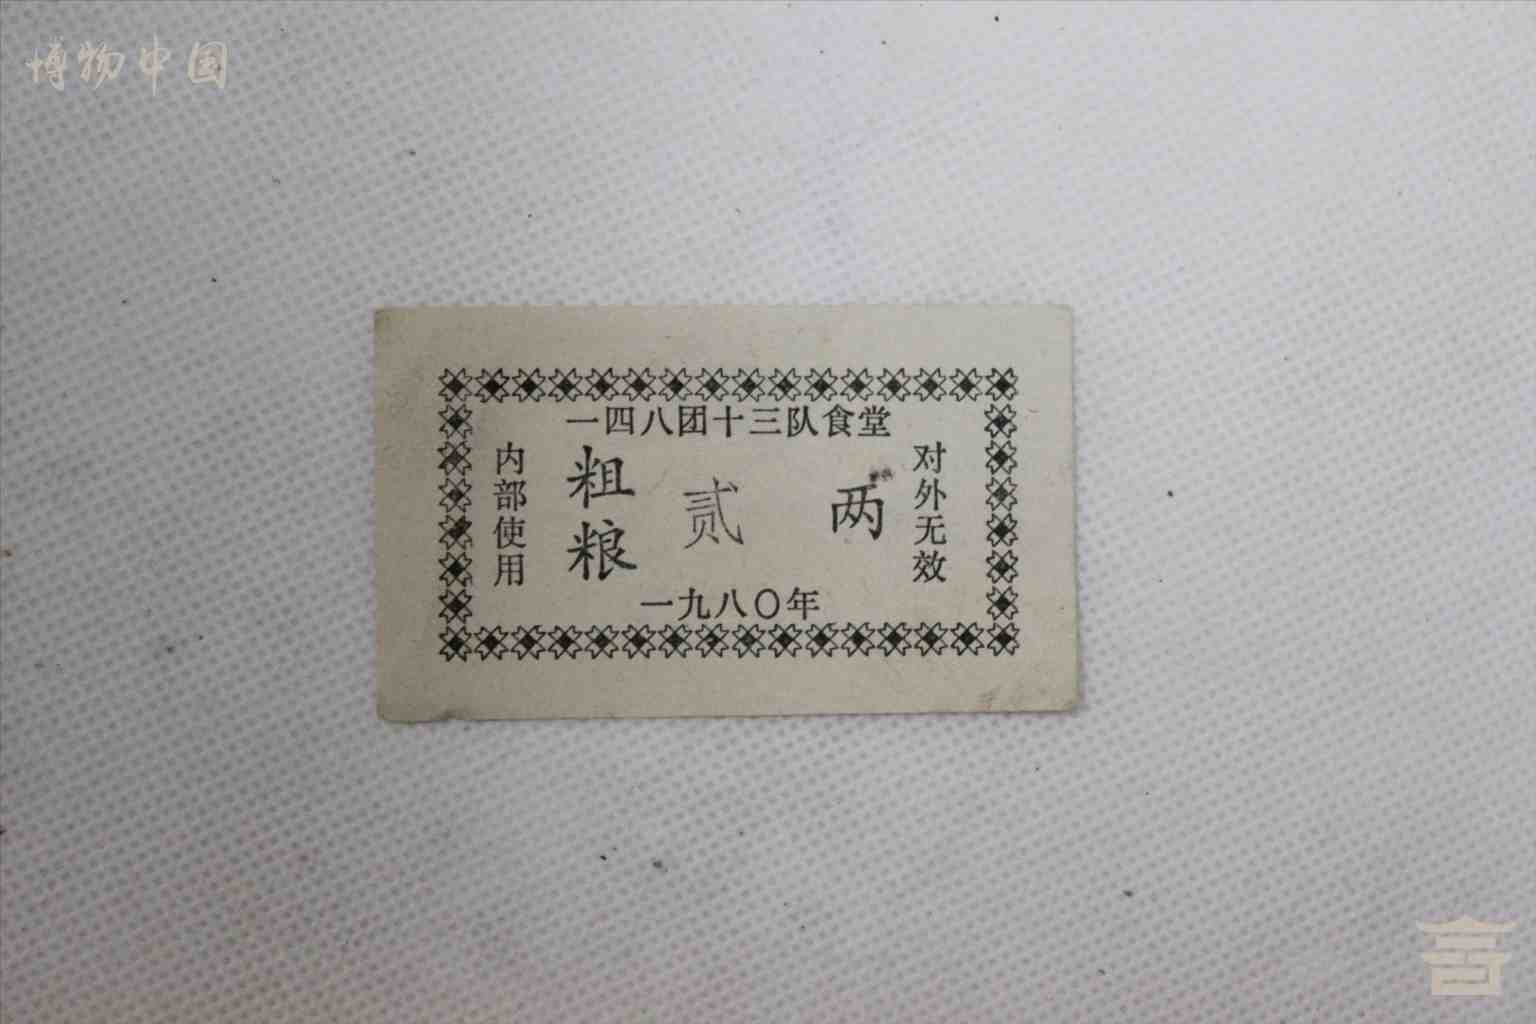 博物中国
一四八团十三队食堂
内部使用
粗粮
贰 两
对外无效
一九八〇年